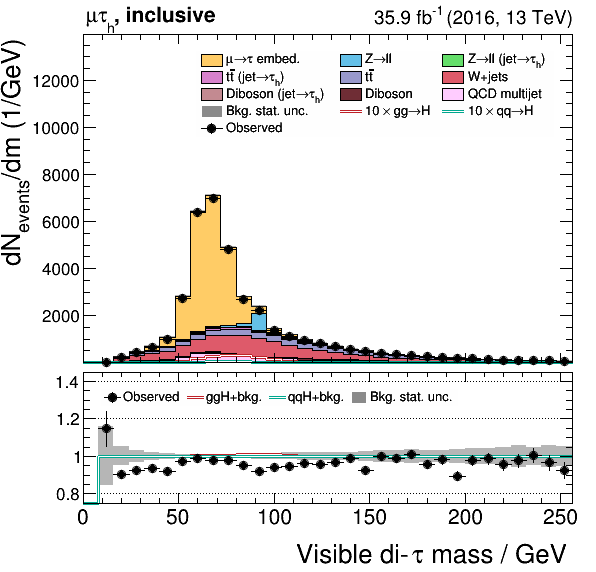 μτh, inclusive
35.9 fb⁻¹ (2016, 13 TeV)
dNevents/dm (1/GeV)
μ→τ embed.
Z→ll
Z→ll (jet→τh)
tt̄ (jet→τh)
tt̄
W+jets
Diboson (jet→τh)
Diboson
QCD multijet
Bkg. stat. unc.
10 × gg→H
10 × qq→H
Observed
12000
10000
8000
6000
4000
2000
Observed
ggH+bkg.
qqH+bkg.
Bkg. stat. unc.
1.4
1.2
1
0.8
0 50 100 150 200 250
Visible di-τ mass / GeV